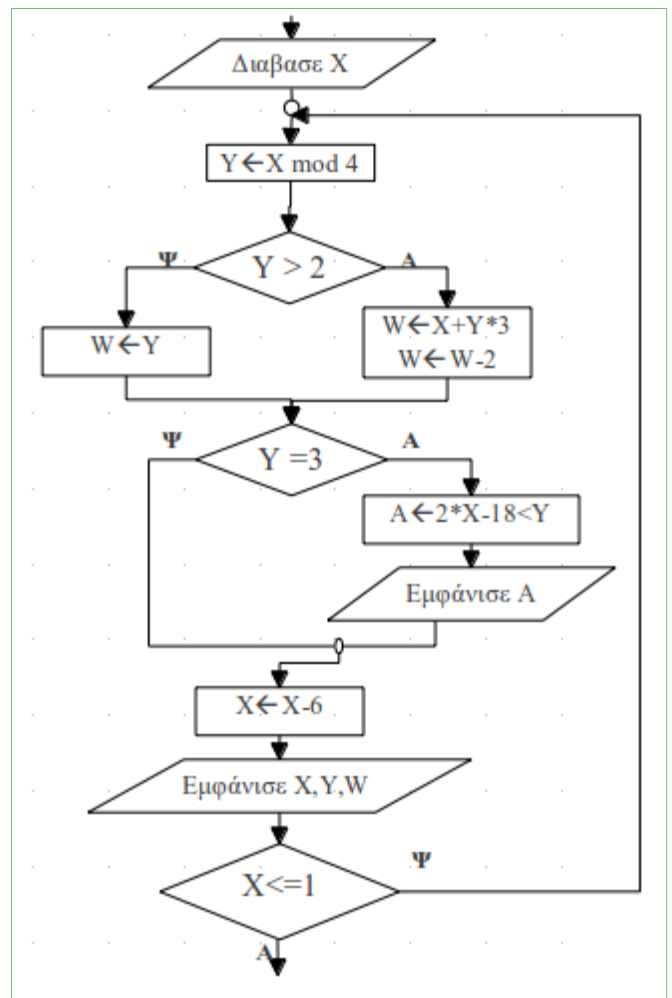 Διαβασε X
Y←X mod 4
Ψ
Y > 2
A
W←Y
W←X+Y*3
W←W-2
Ψ
Y =3
A
A←2*X-18<Y
Εμφάνισε A
X←X-6
Εμφάνισε X,Y,W
X<=1
Ψ
A